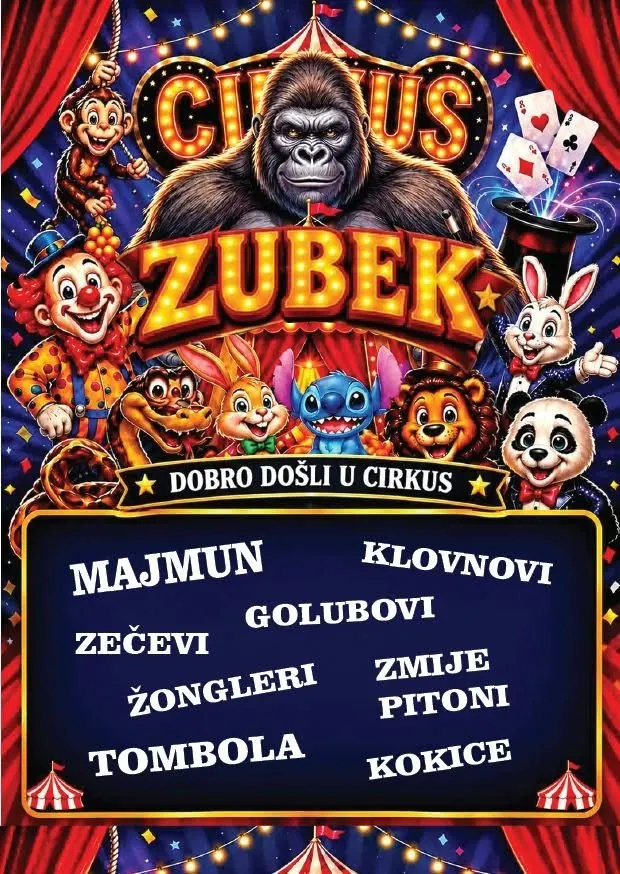 CIRKUS
ZUBEK
DOBRO DOŠLI U CIRKUS
MAJMUN
KLOVNOVI
GOLUBOVI
ZEČEVI
ŽONGLERI
ZMIJE
PITONI
TOMBOLA
KOKICE